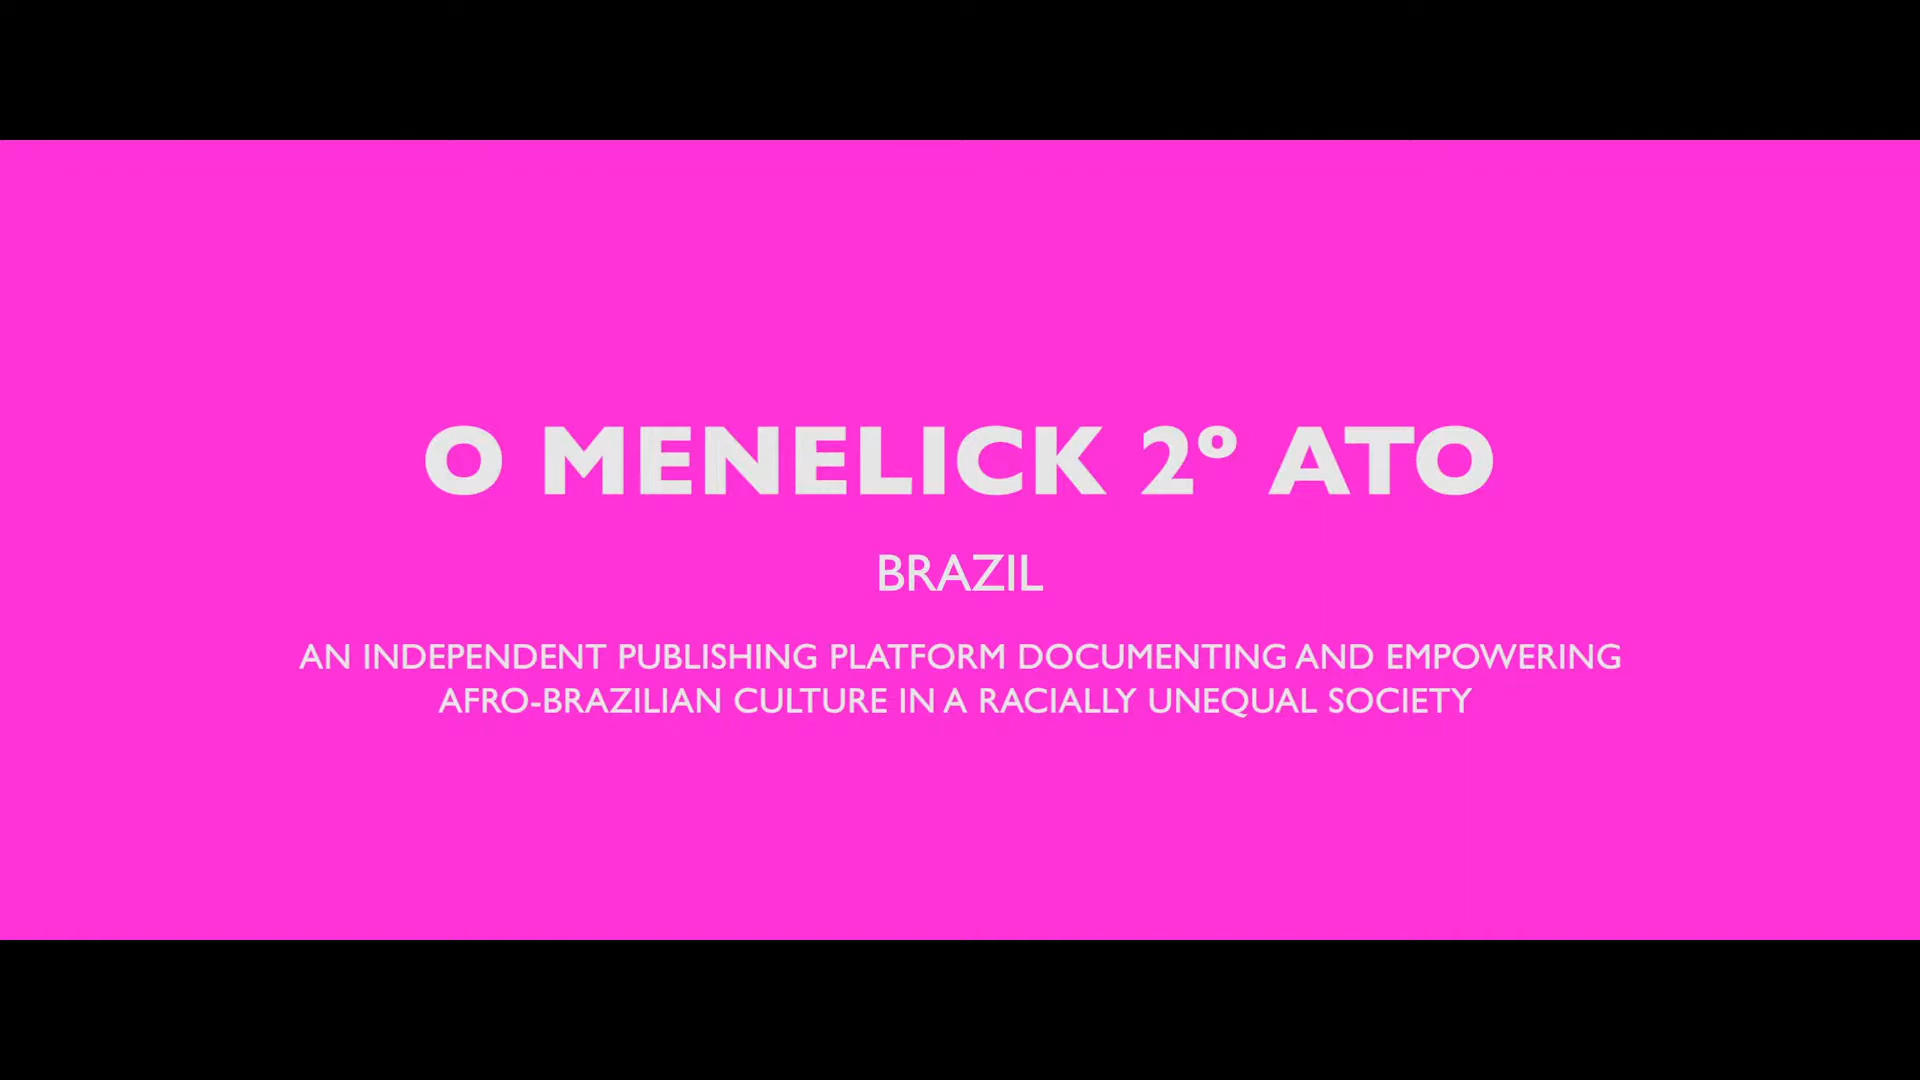 O MENELICK 2º ATO
BRAZIL
AN INDEPENDENT PUBLISHING PLATFORM DOCUMENTING AND EMPOWERING
AFRO-BRAZILIAN CULTURE IN A RACIALLY UNEQUAL SOCIETY